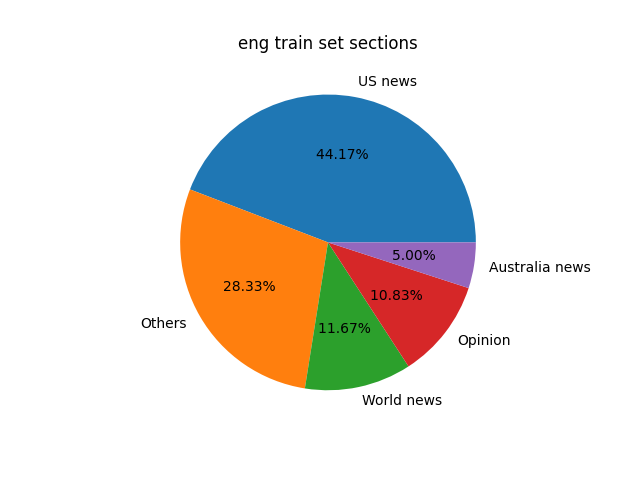 eng train set sections
US news
44.17%
5.00%
Australia news
28.33%
10.83%
Others
11.67%
Opinion
World news